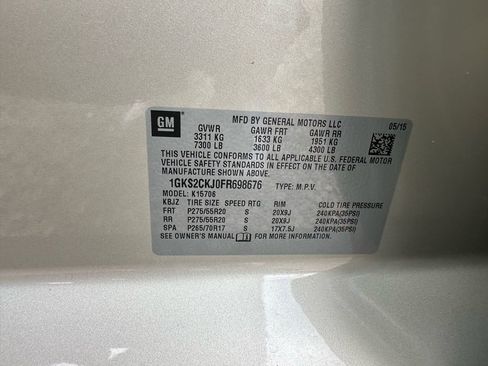 GM
MFD BY GENERAL MOTORS LLC 05/15
GVWR GAWR FRT GAWR RR
3311 KG 1633 KG 1951 KG
7300 LB 3600 LB 4300 LB
THIS VEHICLE CONFORMS TO ALL APPLICABLE U.S. FEDERAL MOTOR
VEHICLE SAFETY STANDARDS IN EFFECT ON THE DATE OF
MANUFACTURE SHOWN ABOVE.
1GKS2CKJ0FR698676 TYPE: M.P.V.
MODEL: K15706
KBJZ TIRE SIZE SPEED RTG RIM COLD TIRE PRESSURE
FRT P275/55R20 S 20X9J 240KPA(35PSI)
RR P275/55R20 S 20X9J 240KPA(35PSI)
SPA P265/70R17 S 17X7.5J 240KPA(35PSI)
SEE OWNER'S MANUAL FOR MORE INFORMATION.